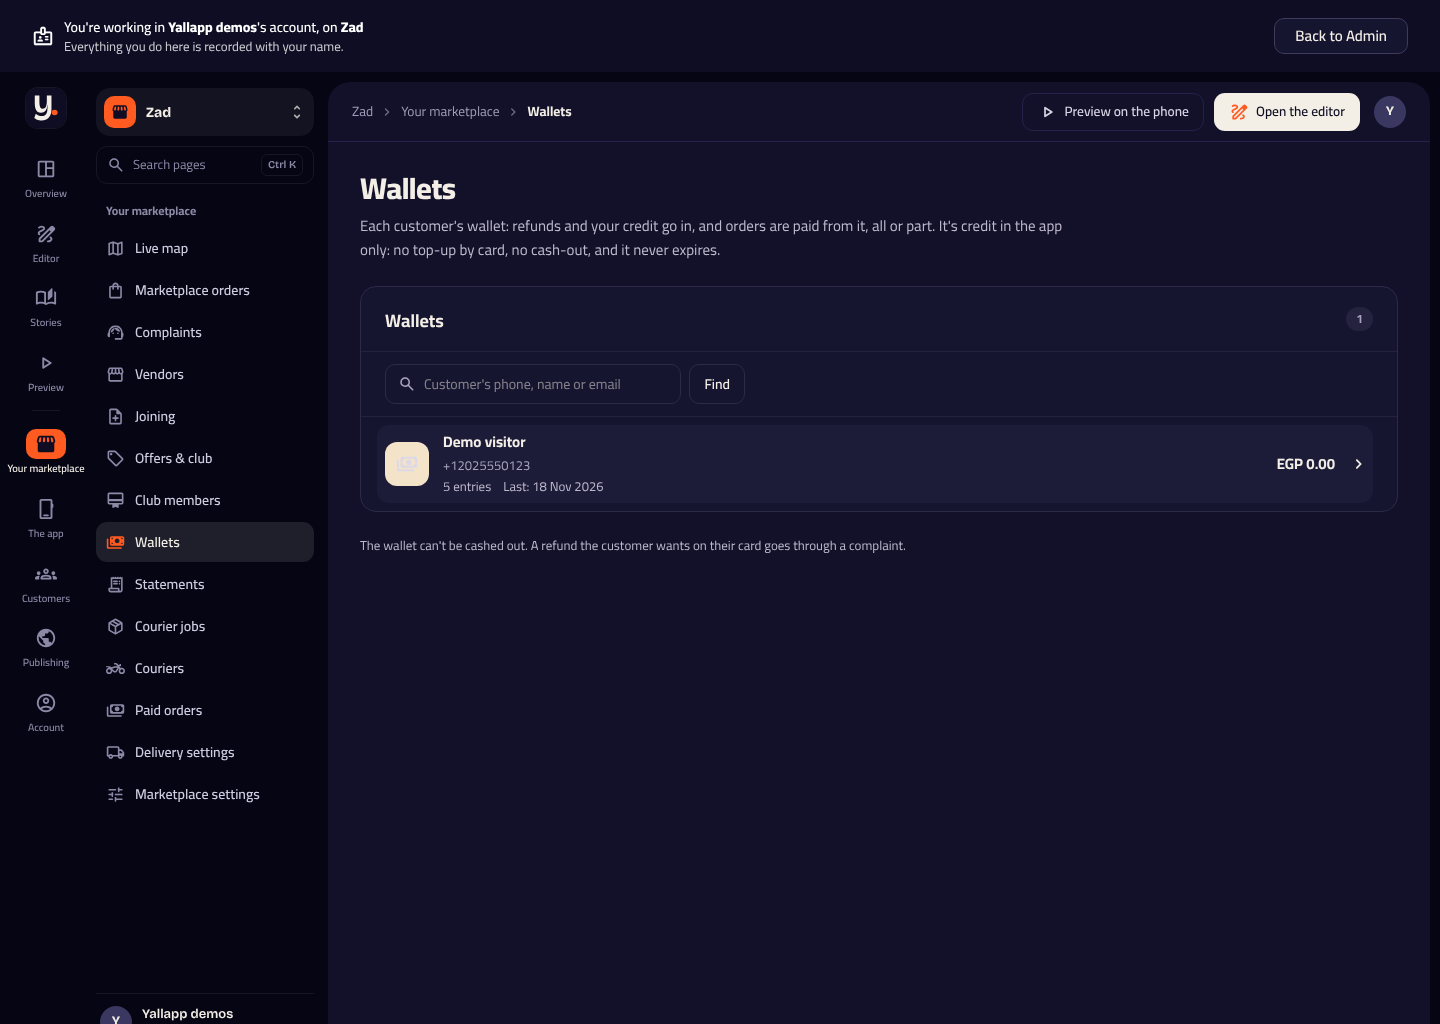 You're working in Yallapp demos's account, on Zad
Everything you do here is recorded with your name.
Back to Admin
y.
Overview
Editor
Stories
Preview
Your marketplace
The app
Customers
Publishing
Account
Zad
Search pages
Ctrl K
Your marketplace
Live map
Marketplace orders
Complaints
Vendors
Joining
Offers & club
Club members
Wallets
Statements
Courier jobs
Couriers
Paid orders
Delivery settings
Marketplace settings
Y
Yallapp demos
Zad
Your marketplace
Wallets
Preview on the phone
Open the editor
Y
Wallets
Each customer's wallet: refunds and your credit go in, and orders are paid from it, all or part. It's credit in the app
only: no top-up by card, no cash-out, and it never expires.
Wallets
1
Customer's phone, name or email
Find
Demo visitor
+12025550123
5 entries Last: 18 Nov 2026
EGP 0.00
The wallet can't be cashed out. A refund the customer wants on their card goes through a complaint.